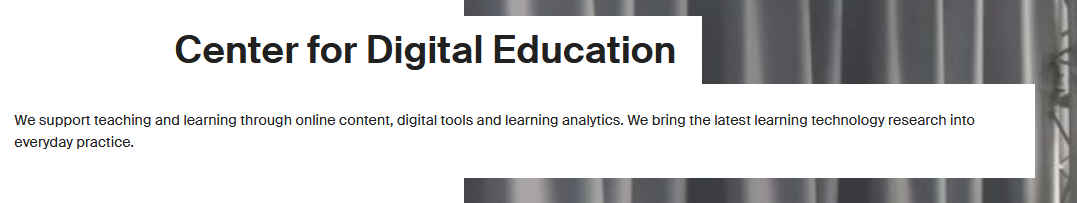 Center for Digital Education
We support teaching and learning through online content, digital tools and learning analytics. We bring the latest learning technology research into
everyday practice.